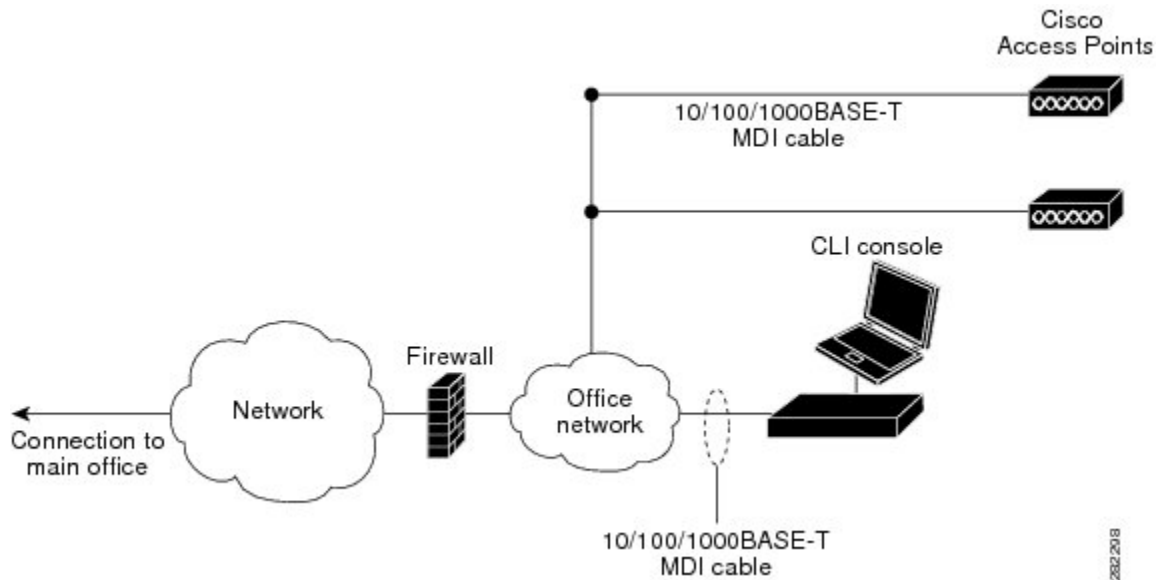 Cisco
Access Points
10/100/1000BASE-T
MDI cable
CLI console
Firewall
Network
Office
network
Connection to
main office
10/100/1000BASE-T
MDI cable
282298